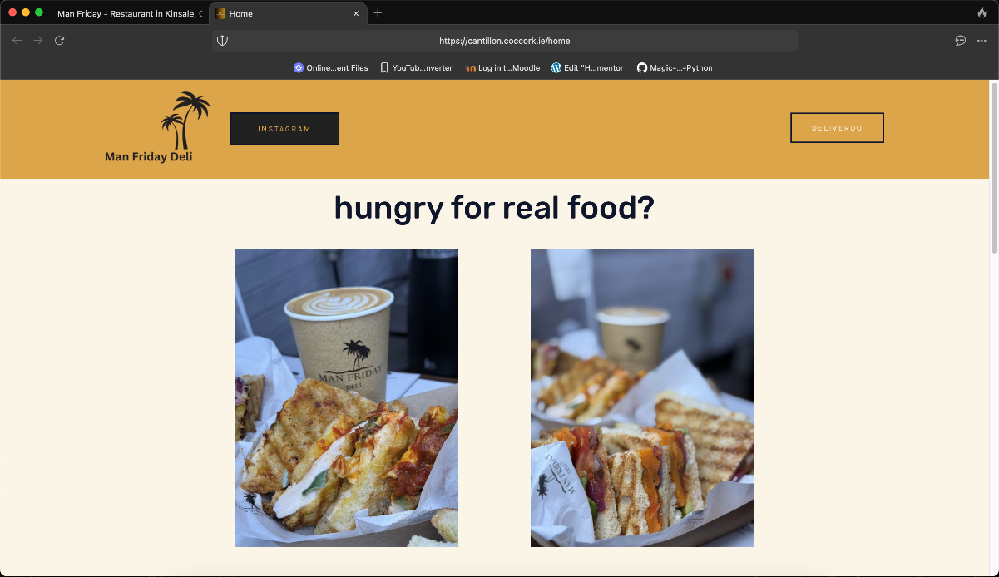 Man Friday - Restaurant in Kinsale, C
Home
https://cantillon.coccork.ie/home
Online...ent Files
YouTub...nverter
Log in t...Moodle
Edit "H...mentor
Magic-...-Python
Man Friday Deli
INSTAGRAM
DELIVEROO
hungry for real food?
MAN FRIDAY
DELI
MAN FRIDAY
DELI